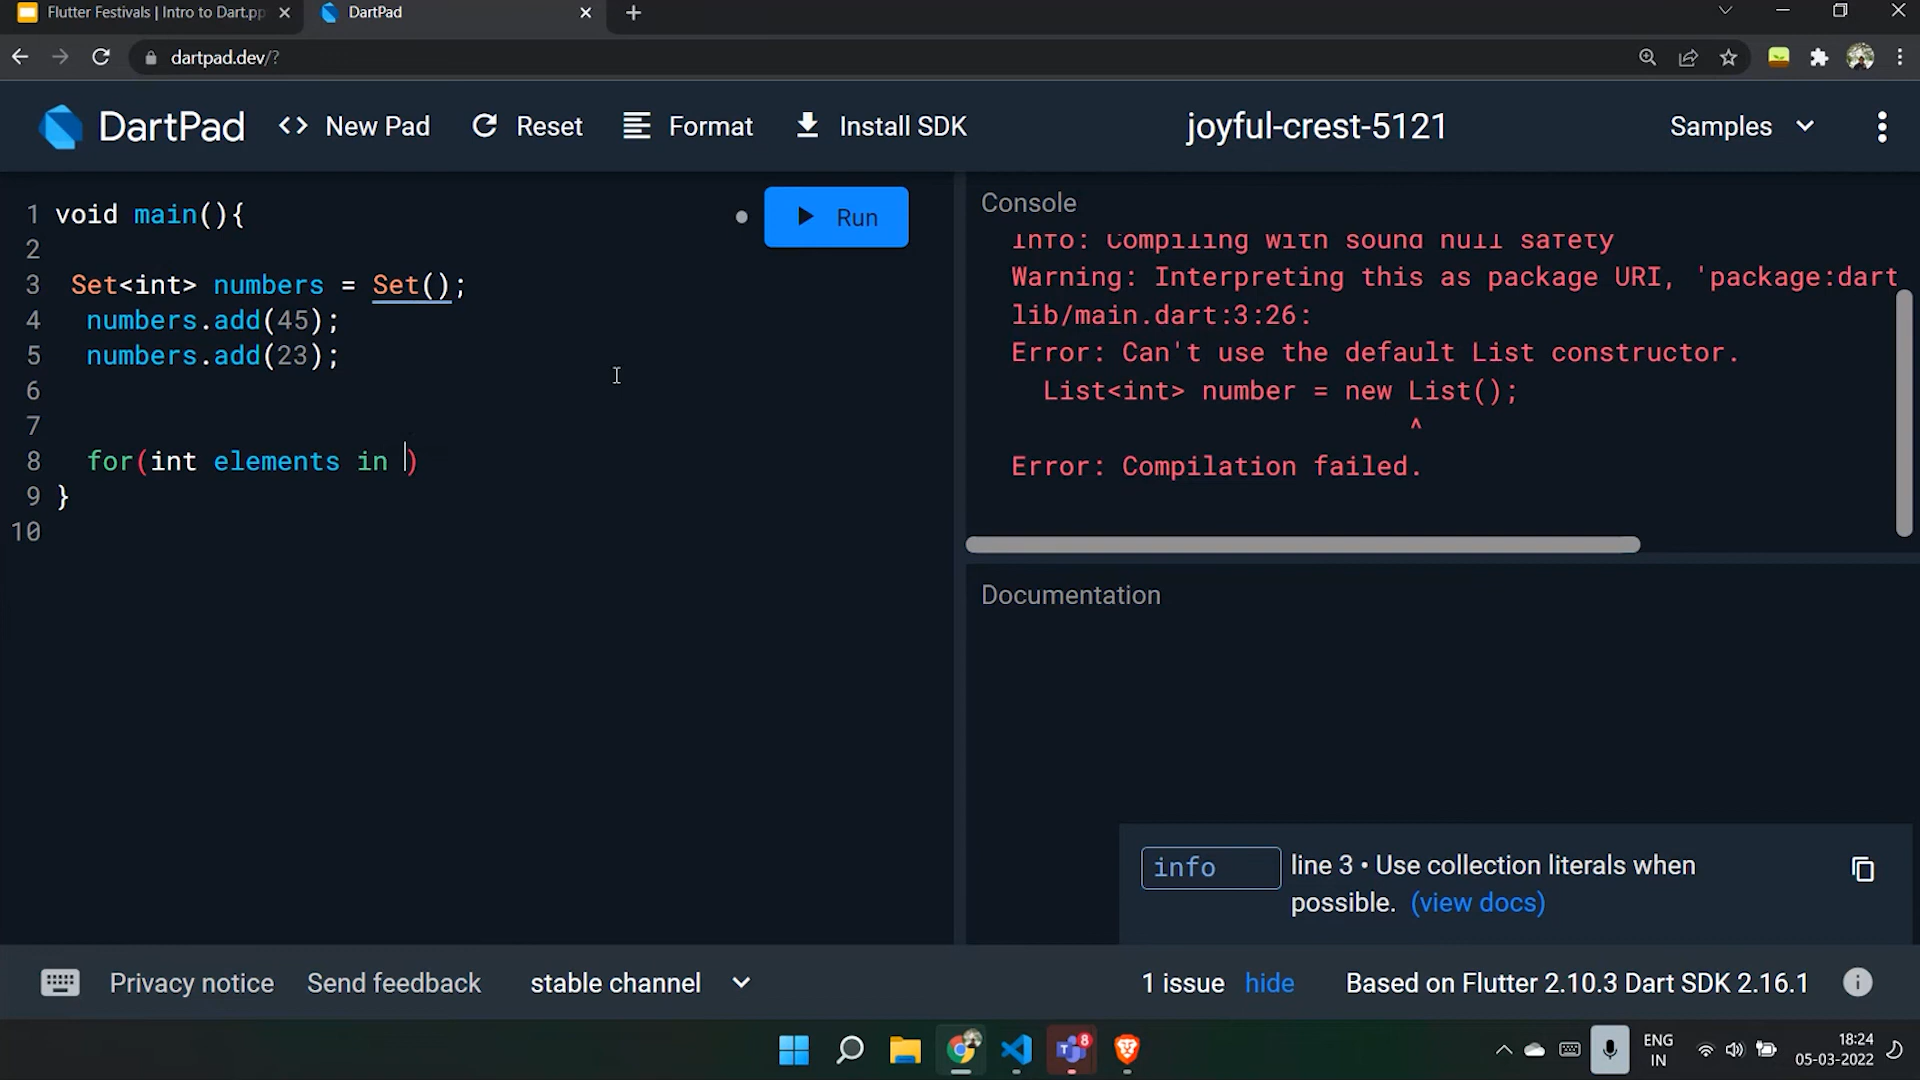 Flutter Festivals | Intro to Dart.pp
DartPad
dartpad.dev/?
DartPad
<> New Pad
Reset
Format
Install SDK
joyful-crest-5121
Samples
Run
1 void main(){
2
3 Set<int> numbers = Set();
4 numbers.add(45);
5 numbers.add(23);
6
7
8 for(int elements in )
9 }
10
Console
Info: Compiling with sound null safety
Warning: Interpreting this as package URI, 'package:dart
lib/main.dart:3:26:
Error: Can't use the default List constructor.
List<int> number = new List();
^
Error: Compilation failed.
Documentation
info
line 3 • Use collection literals when
possible. (view docs)
Privacy notice
Send feedback
stable channel
1 issue hide
Based on Flutter 2.10.3 Dart SDK 2.16.1
8
ENG
IN
18:24
05-03-2022